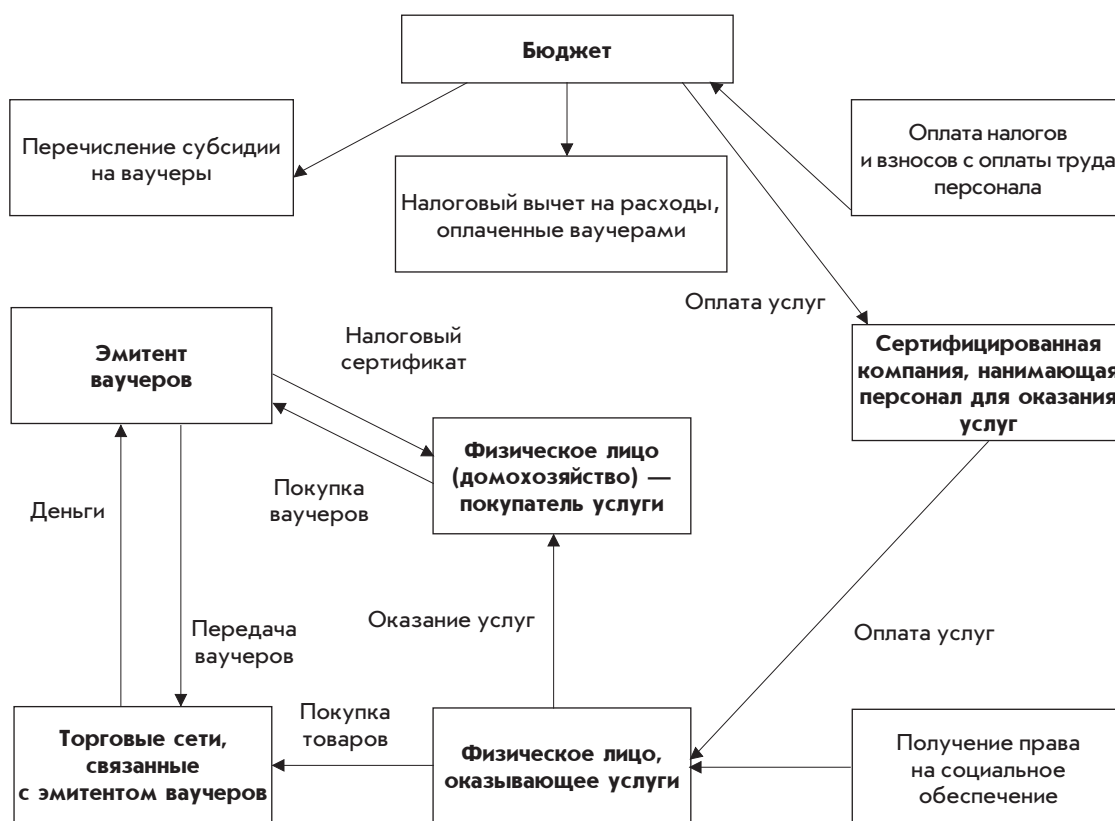 Бюджет
Перечисление субсидии
на ваучеры
Налоговый вычет на расходы,
оплаченные ваучерами
Оплата налогов
и взносов с оплаты труда
персонала
Оплата услуг
Эмитент
ваучеров
Налоговый
сертификат
Сертифицированная
компания, нанимающая
персонал для оказания
услуг
Физическое лицо
(домохозяйство) —
покупатель услуги
Покупка
ваучеров
Деньги
Передача
ваучеров
Оказание услуг
Оплата услуг
Торговые сети,
связанные
с эмитентом ваучеров
Покупка
товаров
Физическое лицо,
оказывающее услуги
Получение права
на социальное
обеспечение